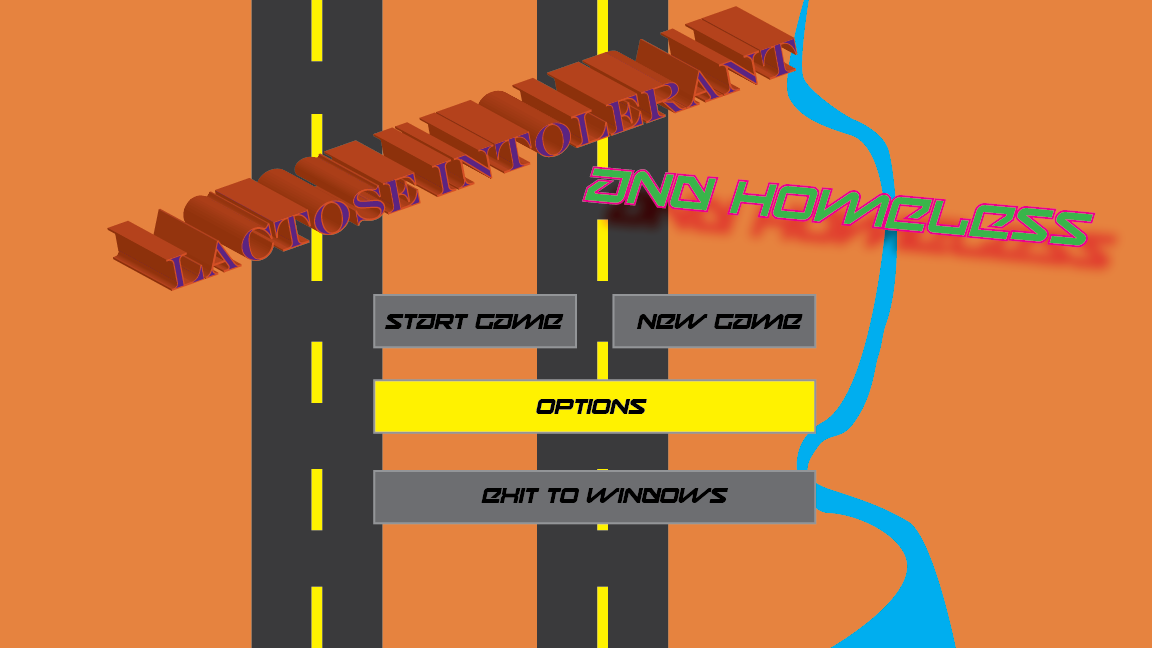 LACTOSE INTOLERANT
AND HOMELESS
START GAME
NEW GAME
OPTIONS
EXIT TO WINDOWS